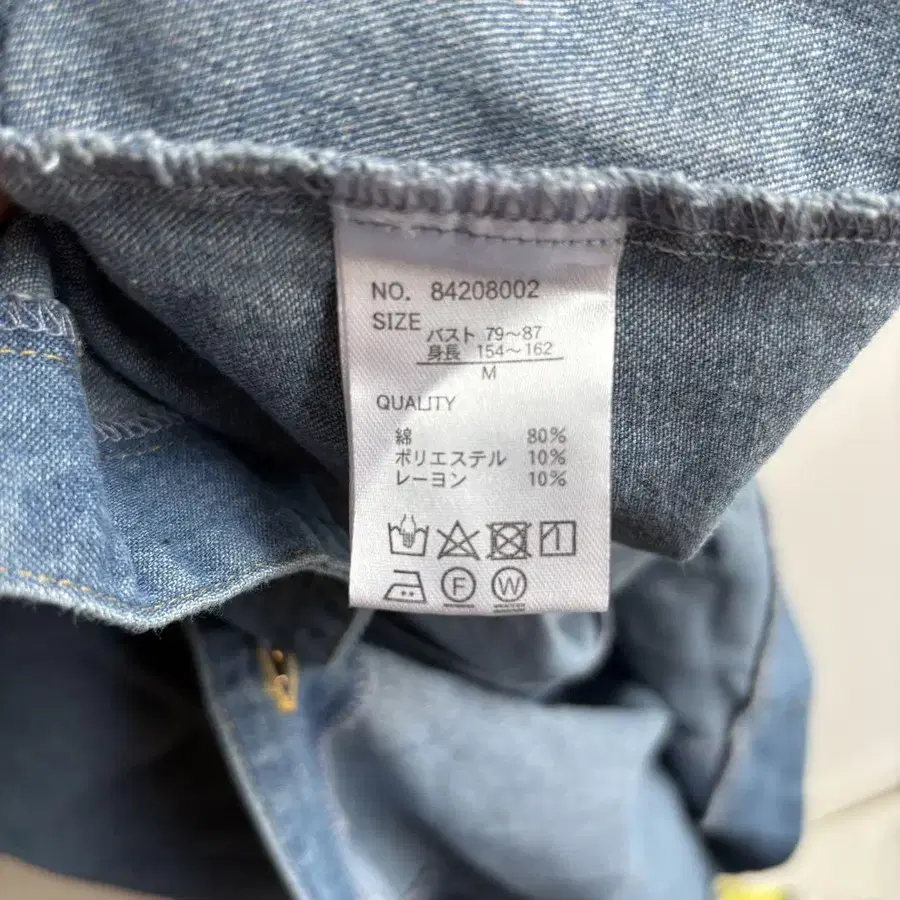 NO. 84208002
SIZE
バスト 79～87
身長 154～162
M
QUALITY
綿 80%
ポリエステル 10%
レーヨン 10%
1
F W